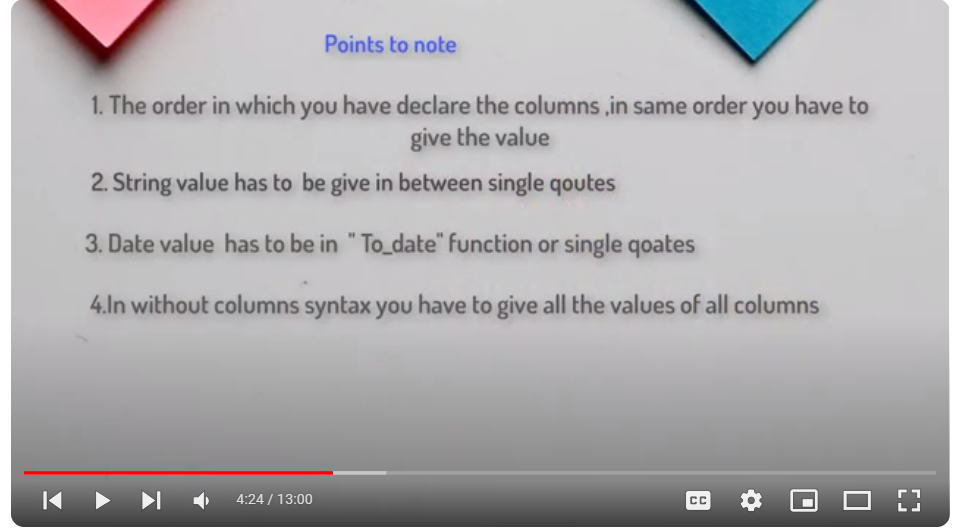 Points to note
1. The order in which you have declare the columns ,in same order you have to
give the value
2. String value has to be give in between single qoutes
3. Date value has to be in " To_date" function or single qoates
4.In without columns syntax you have to give all the values of all columns
4:24 / 13:00
CC